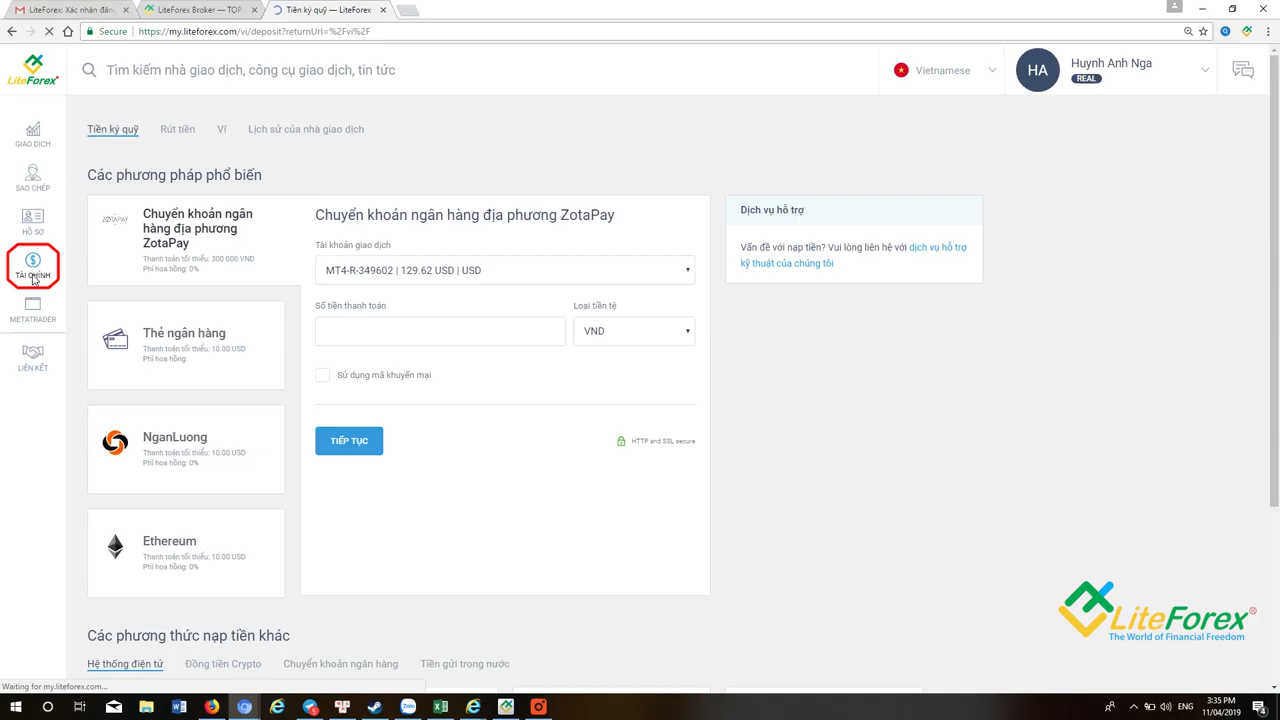 LiteForex: Xác nhận đăng
LiteForex Broker — TOP-
Tiền ký quỹ — LiteForex
Secure
https://my.liteforex.com/vi/deposit?returnUrl=%2Fvi%2F
LiteForex
Tìm kiếm nhà giao dịch, công cụ giao dịch, tin tức
Vietnamese
HA
Huynh Anh Nga
REAL
GIAO DỊCH
SAO CHÉP
HỒ SƠ
TÀI CHÍNH
METATRADER
LIÊN KẾT
Tiền ký quỹ
Rút tiền
Ví
Lịch sử của nhà giao dịch
Các phương pháp phổ biến
ZOTAPAY
Chuyển khoản ngân
hàng địa phương
ZotaPay
Thanh toán tối thiểu: 300 000 VND
Phí hoa hồng: 0%
Thẻ ngân hàng
Thanh toán tối thiểu: 10.00 USD
Phí hoa hồng:
NganLuong
Thanh toán tối thiểu: 10.00 USD
Phí hoa hồng: 0%
Ethereum
Thanh toán tối thiểu: 10.00 USD
Phí hoa hồng: 0%
Chuyển khoản ngân hàng địa phương ZotaPay
Tài khoản giao dịch
MT4-R-349602 | 129.62 USD | USD
Số tiền thanh toán
Loại tiền tệ
VND
Sử dụng mã khuyến mại
TIẾP TỤC
HTTP and SSL secure
Dịch vụ hỗ trợ
Vấn đề với nạp tiền? Vui lòng liên hệ với dịch vụ hỗ trợ
kỹ thuật của chúng tôi
Các phương thức nạp tiền khác
Hệ thống điện tử
Đồng tiền Crypto
Chuyển khoản ngân hàng
Tiền gửi trong nước
LiteForex®
The World of Financial Freedom
Waiting for my.liteforex.com...
Zalo
ENG
3:35 PM
11/04/2019
4